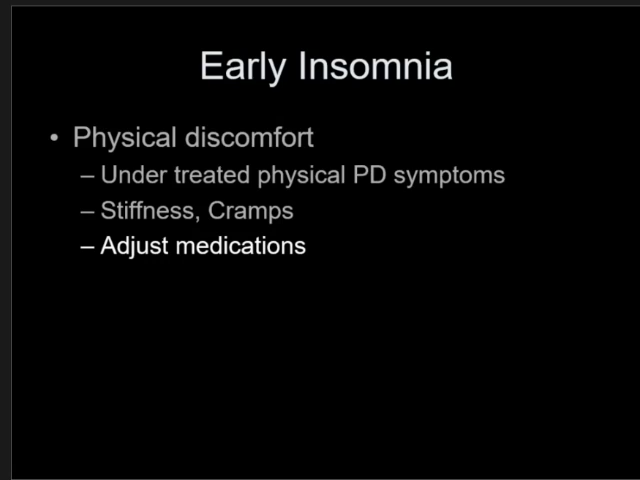 Early Insomnia
• Physical discomfort
– Under treated physical PD symptoms
– Stiffness, Cramps
– Adjust medications